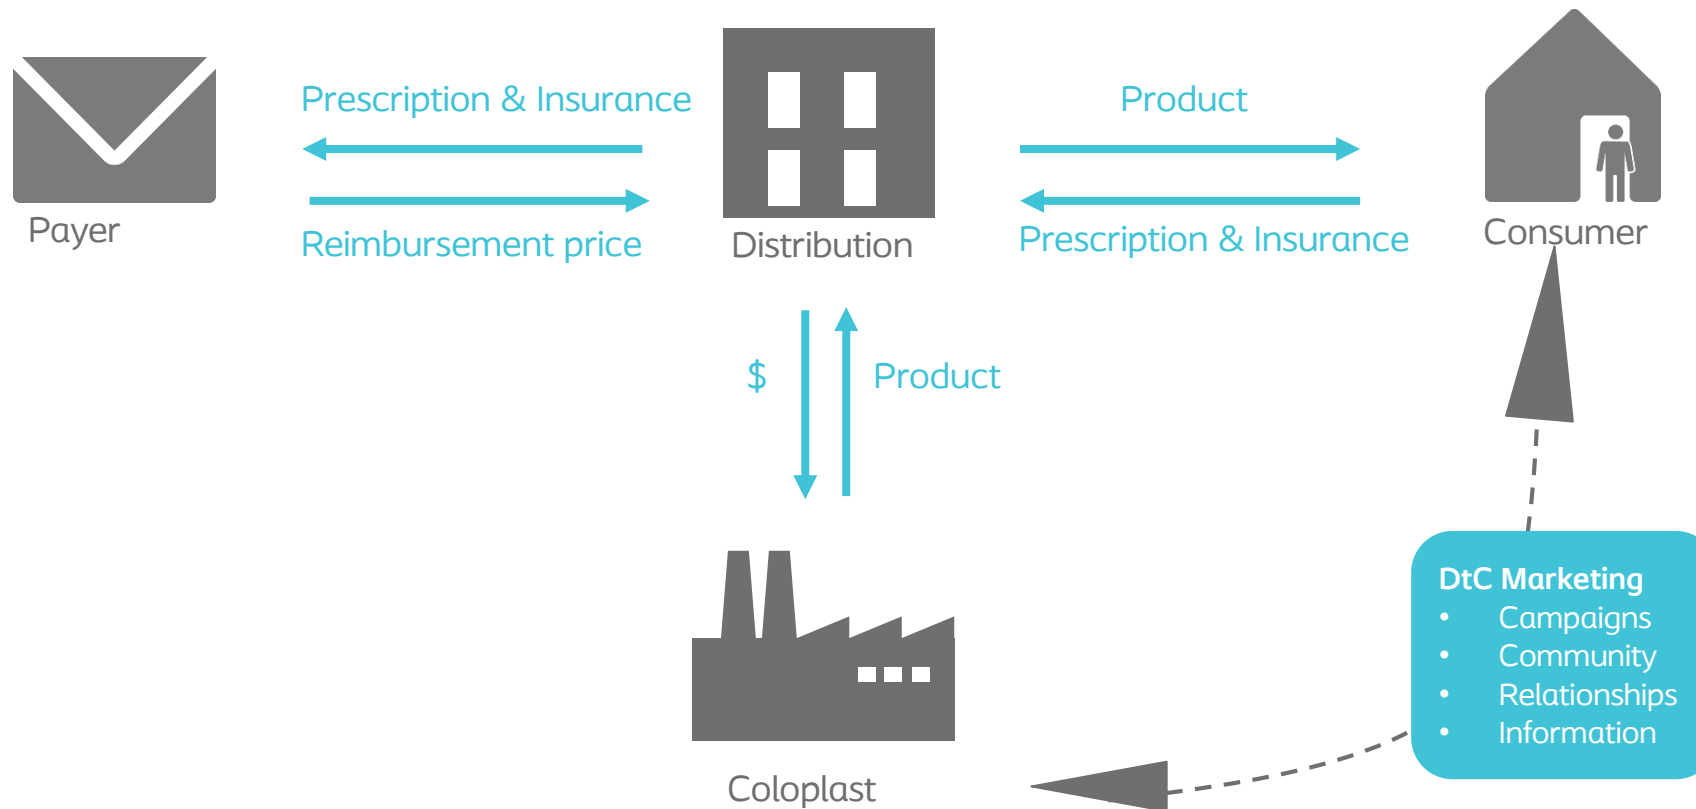 Prescription & Insurance
Product
Payer
Reimbursement price
Distribution
Prescription & Insurance
Consumer
$
Product
DtC Marketing
• Campaigns
• Community
• Relationships
• Information
Coloplast